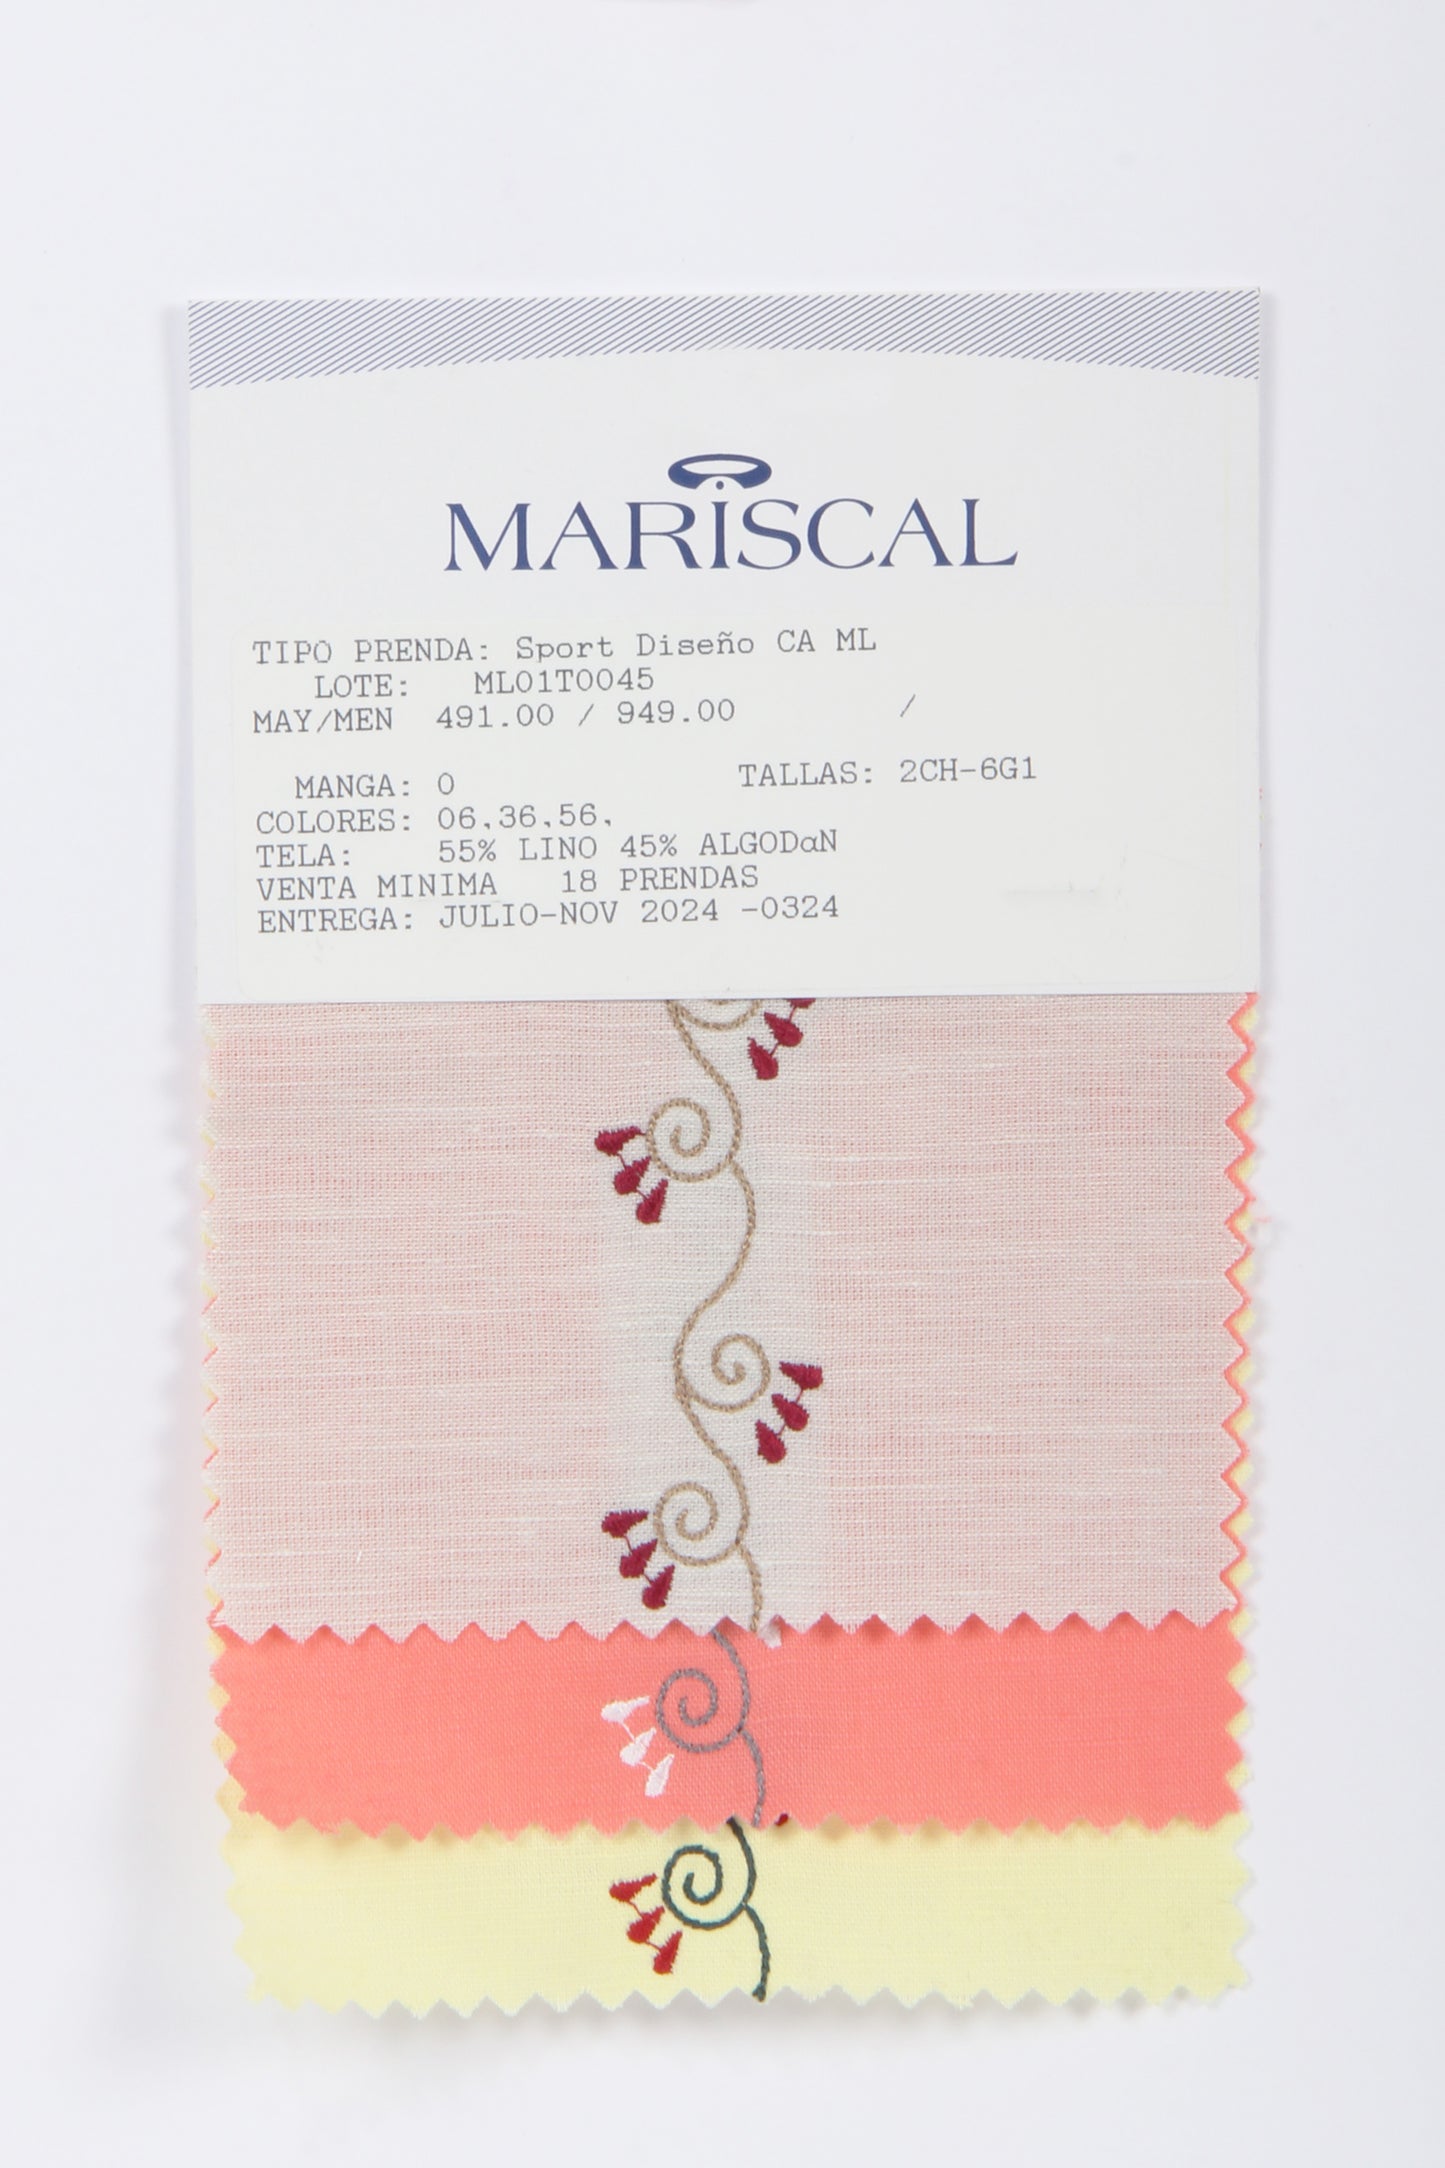 MARISCAL
TIPO PRENDA: Sport Diseño CA ML
LOTE: ML01T0045
MAY/MEN 491.00 / 949.00 /
MANGA: 0 TALLAS: 2CH-6G1
COLORES: 06,36,56,
TELA: 55% LINO 45% ALGODαN
VENTA MINIMA 18 PRENDAS
ENTREGA: JULIO-NOV 2024 -0324